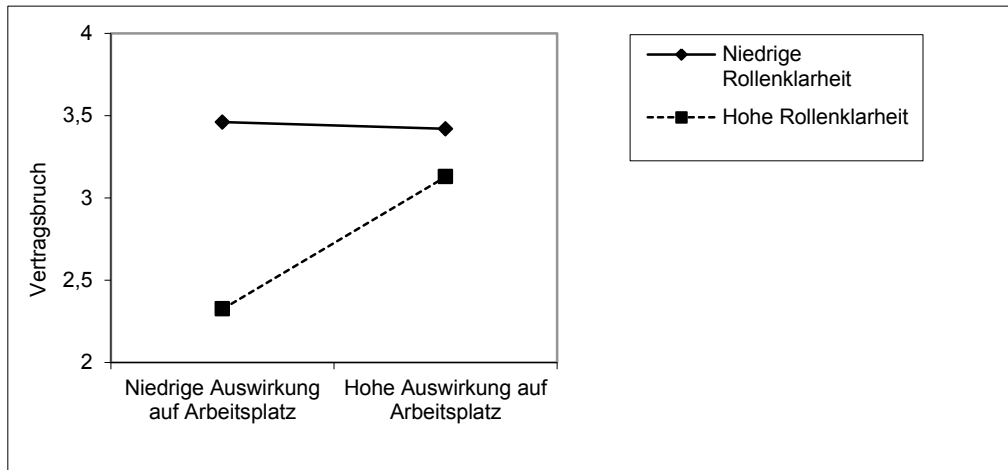 4
3,5
3
2,5
2
Vertragsbruch
Niedrige Auswirkung
auf Arbeitsplatz
Hohe Auswirkung auf
Arbeitsplatz
Niedrige
Rollenklarheit
Hohe Rollenklarheit